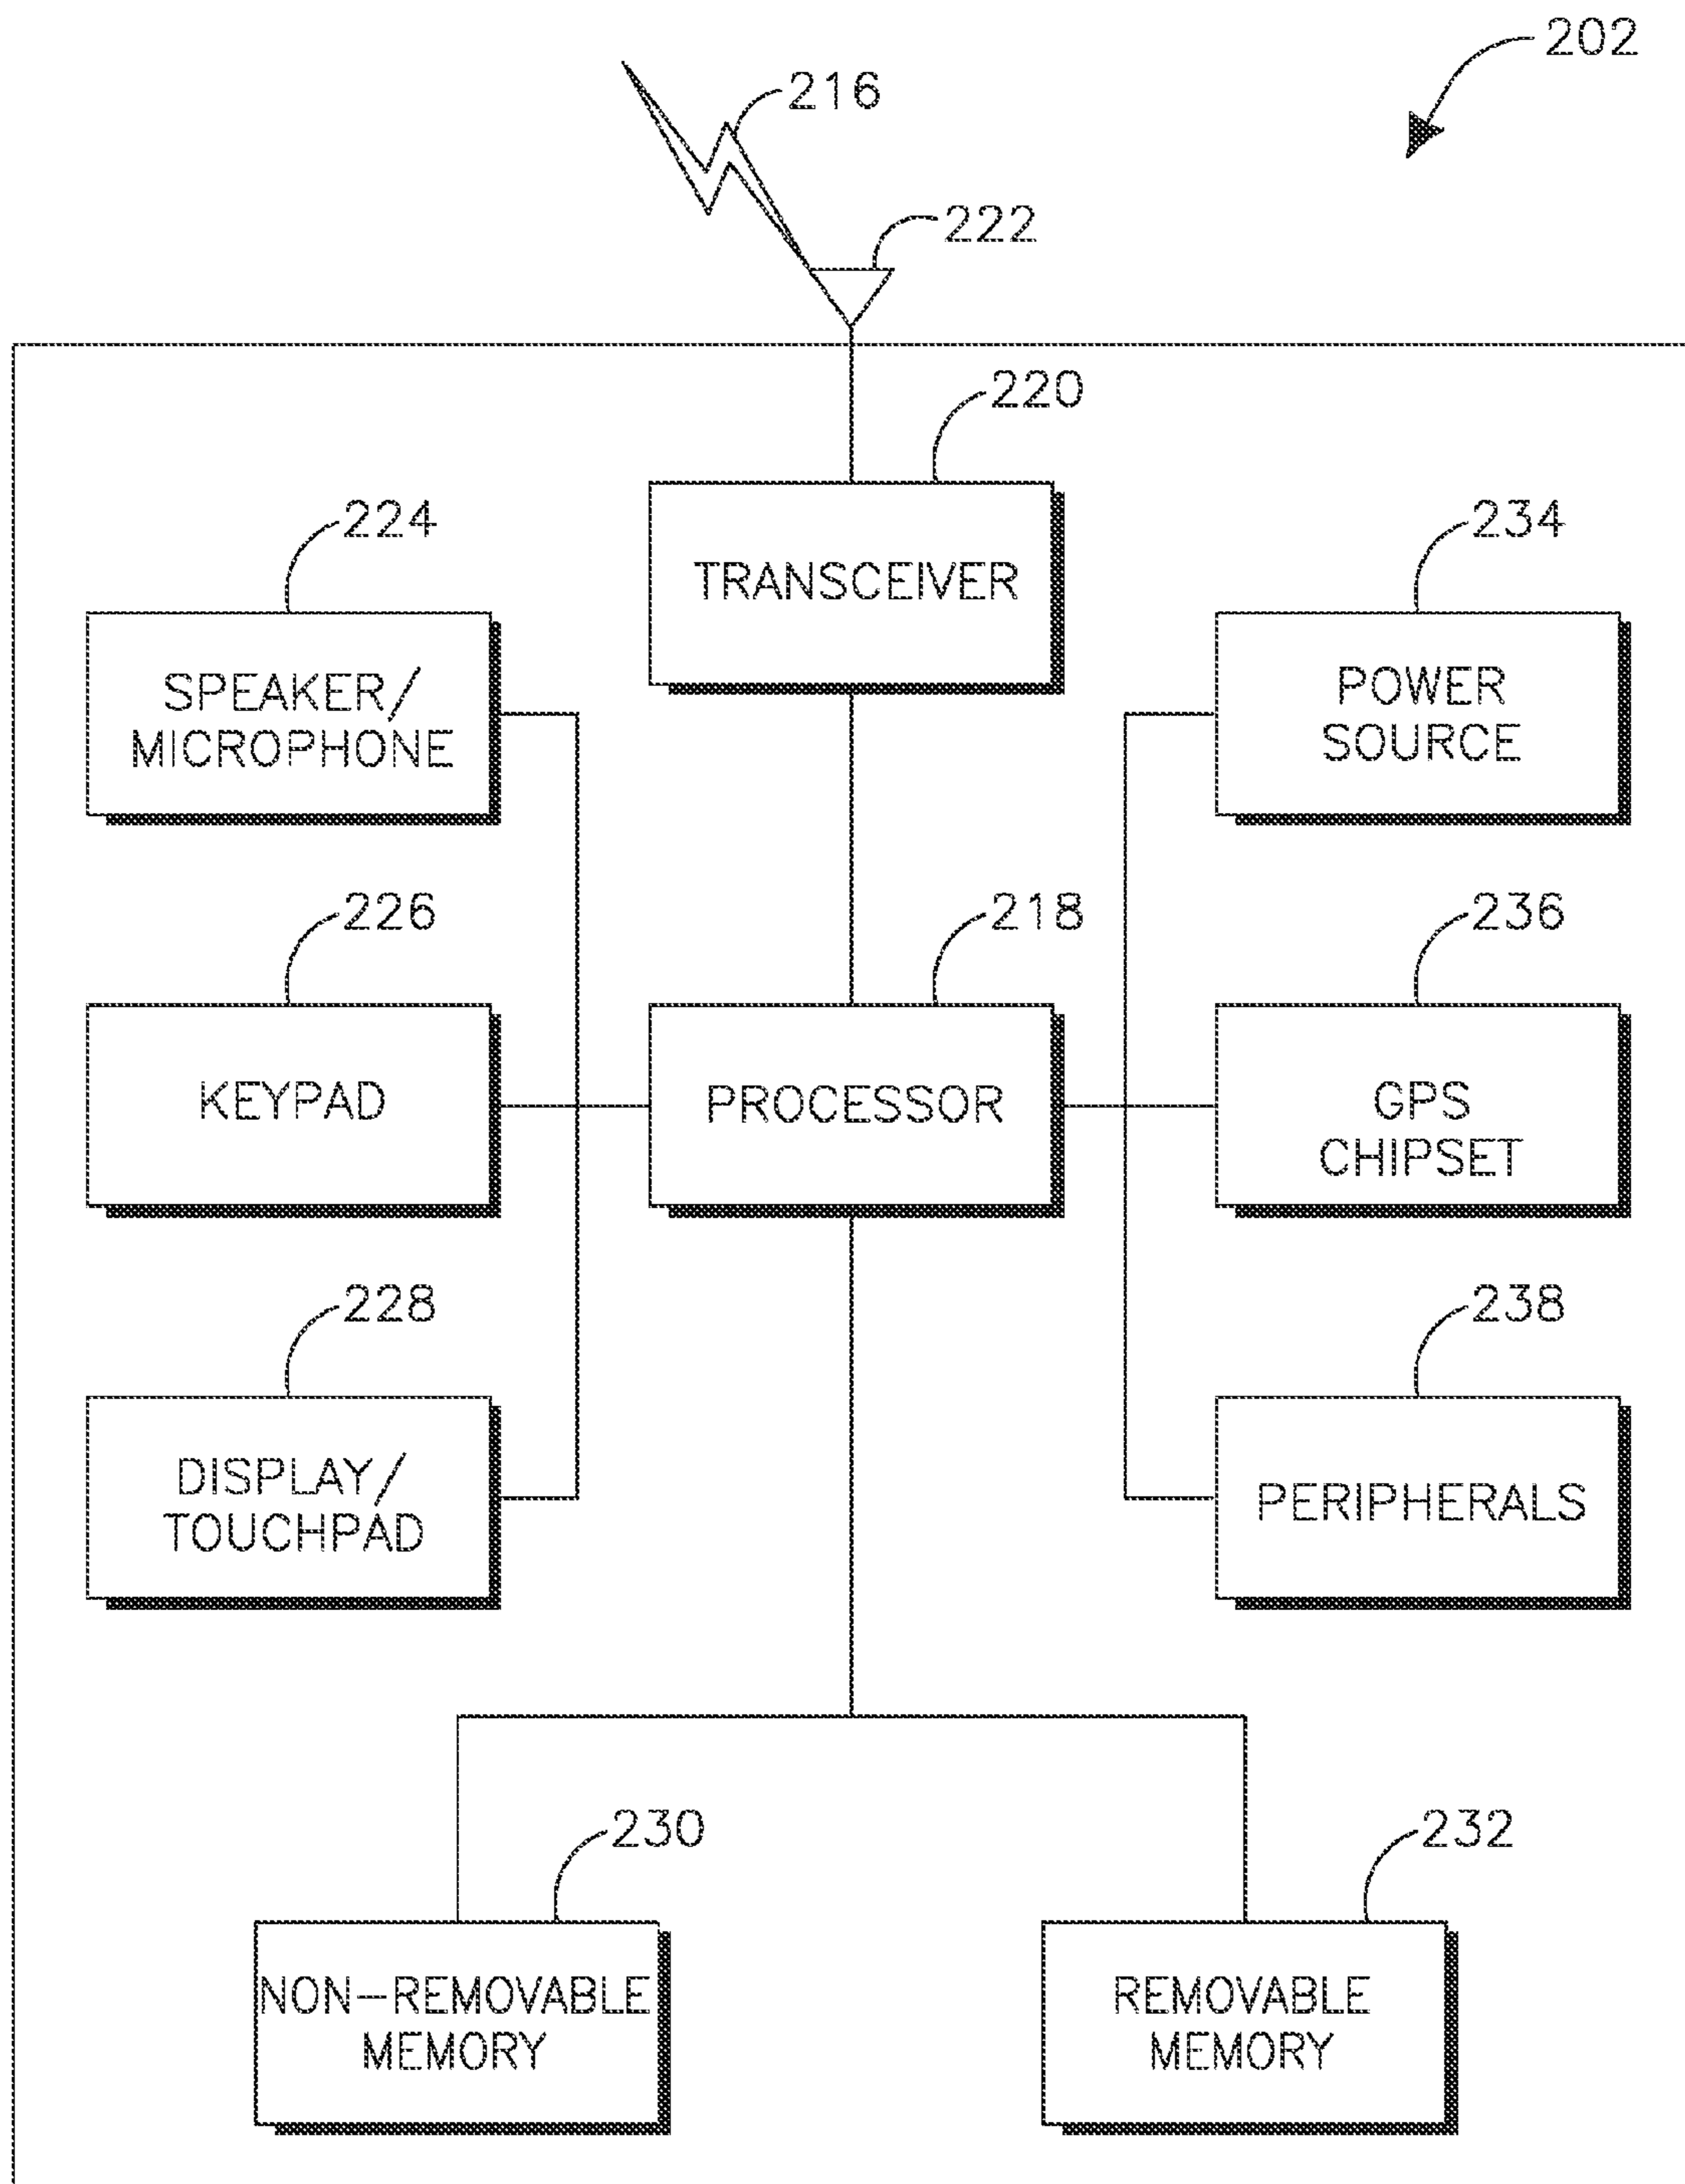 202
216
222
220
TRANSCEIVER
224
SPEAKER/
MICROPHONE
234
POWER
SOURCE
226
KEYPAD
218
PROCESSOR
236
GPS
CHIPSET
228
DISPLAY/
TOUCHPAD
238
PERIPHERALS
230
NON-REMOVABLE
MEMORY
232
REMOVABLE
MEMORY